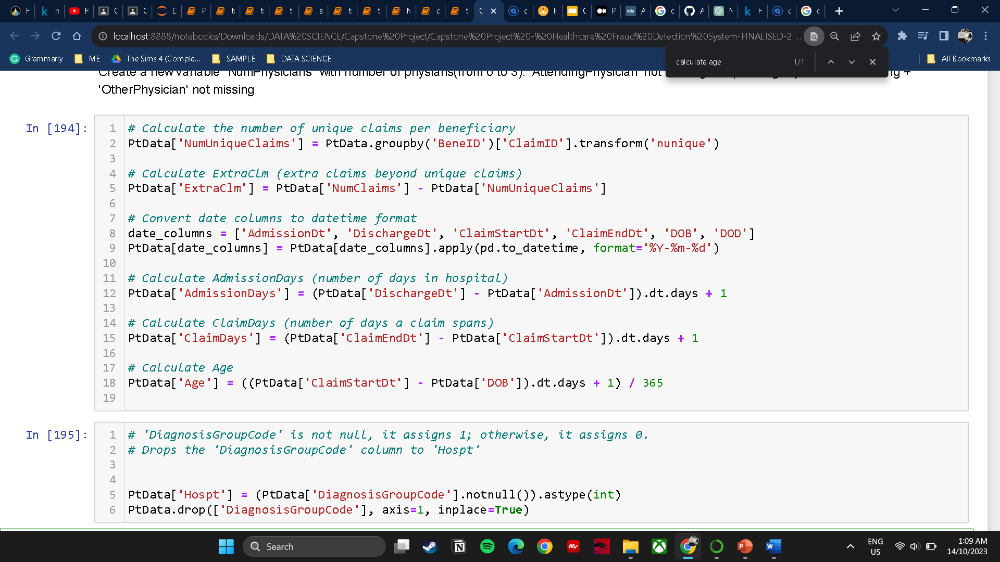 localhost:8888/notebooks/Downloads/DATA%20SCIENCE/Capstone%20Project/Capstone%20Project%20-%20Healthcare%20Fraud%20Detection%20System-FINALISED-2....
Grammarly ME The Sims 4 (Comple... SAMPLE DATA SCIENCE All Bookmarks
calculate age 1/1
Create a new variable 'NumPhysicians' with number of physians(from 0 to 3). 'AttendingPhysician' not
'OtherPhysician' not missing
In [194]:
1 # Calculate the number of unique claims per beneficiary
2 PtData['NumUniqueClaims'] = PtData.groupby('BeneID')['ClaimID'].transform('nunique')
3
4 # Calculate ExtraClm (extra claims beyond unique claims)
5 PtData['ExtraClm'] = PtData['NumClaims'] - PtData['NumUniqueClaims']
6
7 # Convert date columns to datetime format
8 date_columns = ['AdmissionDt', 'DischargeDt', 'ClaimStartDt', 'ClaimEndDt', 'DOB', 'DOD']
9 PtData[date_columns] = PtData[date_columns].apply(pd.to_datetime, format='%Y-%m-%d')
10
11 # Calculate AdmissionDays (number of days in hospital)
12 PtData['AdmissionDays'] = (PtData['DischargeDt'] - PtData['AdmissionDt']).dt.days + 1
13
14 # Calculate ClaimDays (number of days a claim spans)
15 PtData['ClaimDays'] = (PtData['ClaimEndDt'] - PtData['ClaimStartDt']).dt.days + 1
16
17 # Calculate Age
18 PtData['Age'] = ((PtData['ClaimStartDt'] - PtData['DOB']).dt.days + 1) / 365
19
In [195]:
1 # 'DiagnosisGroupCode' is not null, it assigns 1; otherwise, it assigns 0.
2 # Drops the 'DiagnosisGroupCode' column to 'Hospt'
3
4
5 PtData['Hospt'] = (PtData['DiagnosisGroupCode'].notnull()).astype(int)
6 PtData.drop(['DiagnosisGroupCode'], axis=1, inplace=True)
Search
ENG
US
1:09 AM
14/10/2023